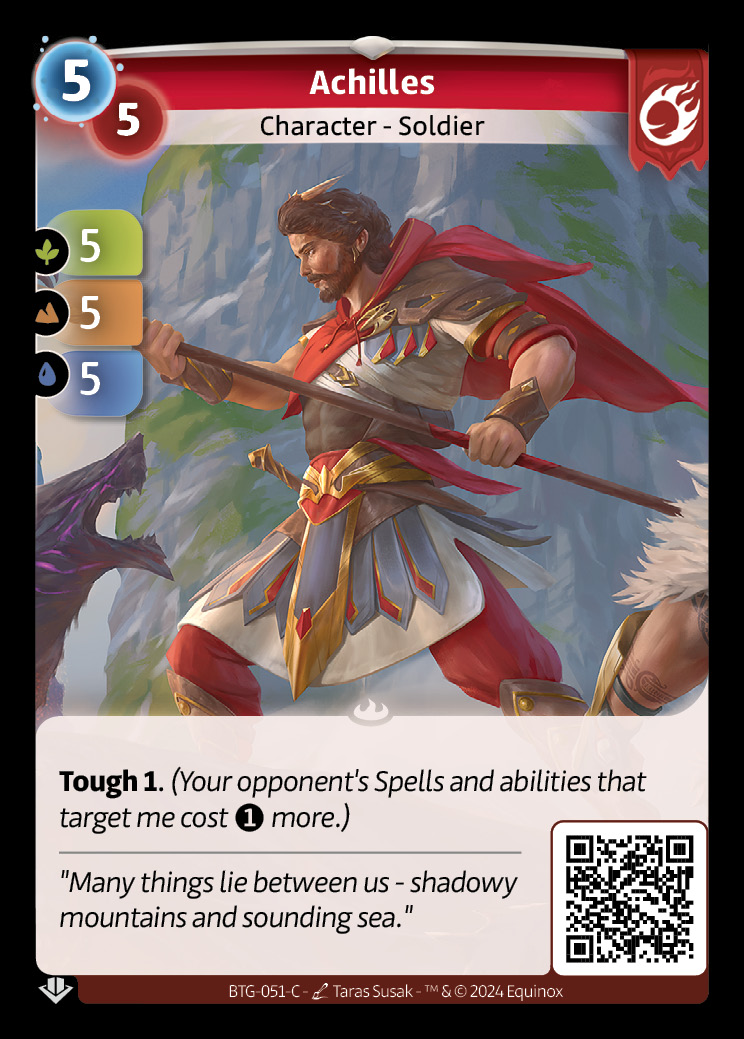 5
Achilles
5
Character - Soldier
5
5
5
Tough 1. (Your opponent's Spells and abilities that
target me cost 1 more.)
"Many things lie between us - shadowy
mountains and sounding sea."
BTG-051-C - Taras Susak - ™ & © 2024 Equinox